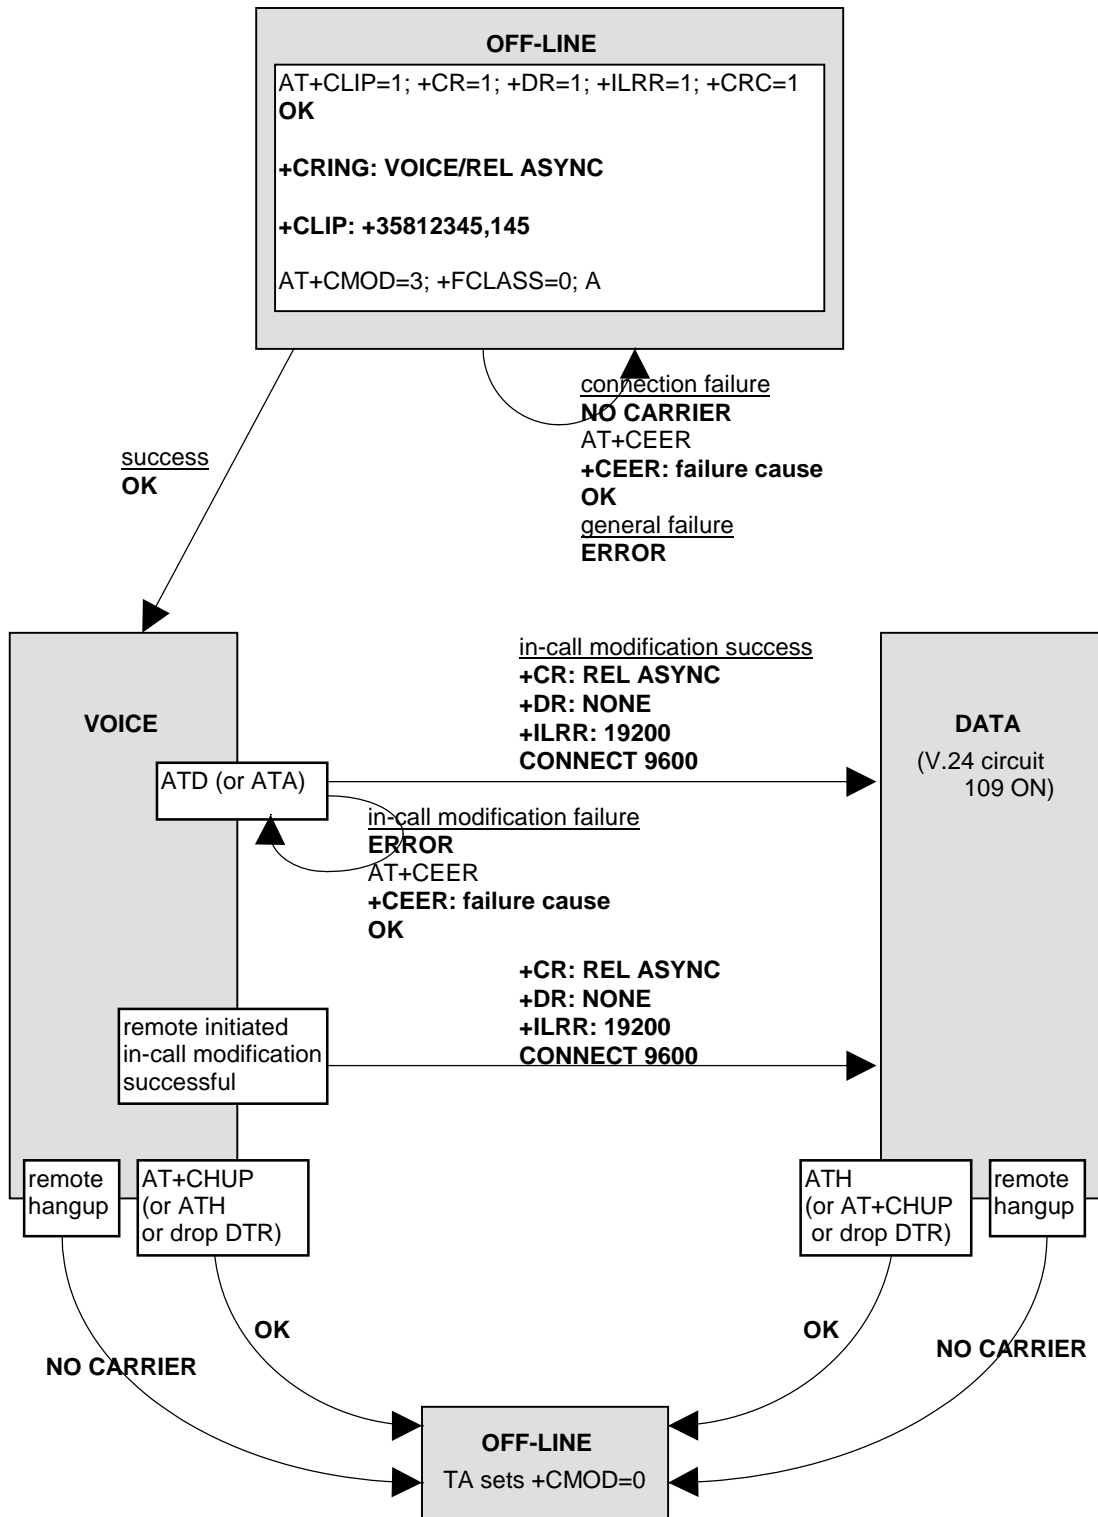 OFF-LINE
AT+CLIP=1; +CR=1; +DR=1; +ILRR=1; +CRC=1
OK
+CRING: VOICE/REL ASYNC
+CLIP: +35812345,145
AT+CMOD=3; +FCLASS=0; A
connection failure
NO CARRIER
AT+CEER
+CEER: failure cause
OK
general failure
ERROR
success
OK
VOICE
ATD (or ATA)
in-call modification success
+CR: REL ASYNC
+DR: NONE
+ILRR: 19200
CONNECT 9600
DATA
(V.24 circuit
109 ON)
in-call modification failure
ERROR
AT+CEER
+CEER: failure cause
OK
remote initiated
in-call modification
successful
+CR: REL ASYNC
+DR: NONE
+ILRR: 19200
CONNECT 9600
remote
hangup
AT+CHUP
(or ATH
or drop DTR)
ATH
(or AT+CHUP
or drop DTR)
remote
hangup
OK
NO CARRIER
OK
NO CARRIER
OFF-LINE
TA sets +CMOD=0